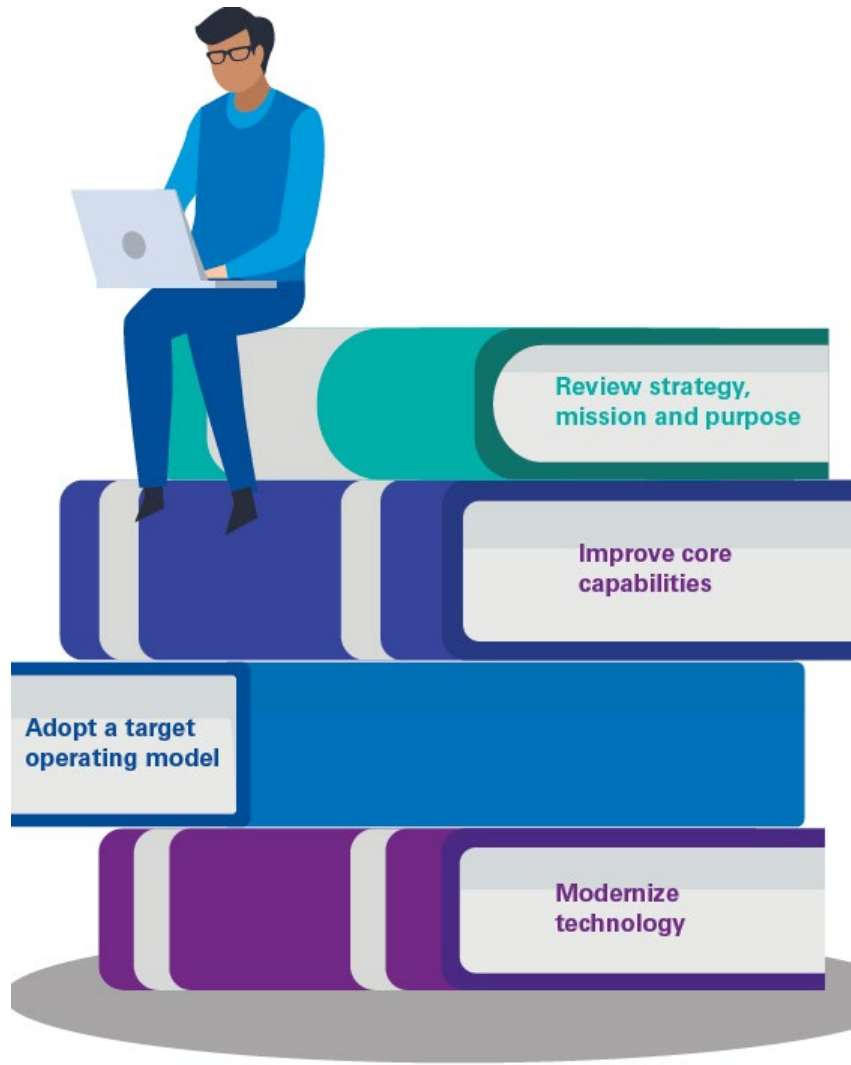 Review strategy,
mission and purpose
Improve core
capabilities
Adopt a target
operating model
Modernize
technology